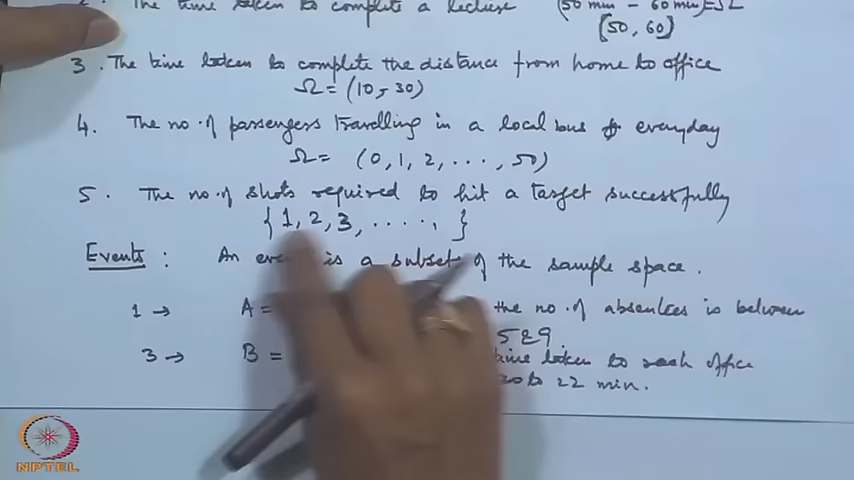 The time taken to complete a lecture (50 min - 60 min) = Ω
[50, 60]
3. The time taken to complete the distance from home to office
Ω = (10, 30)
4. The no. of passengers travelling in a local bus everyday
Ω = (0, 1, 2, ...., 50)
5. The no. of shots required to hit a target successfully
{1, 2, 3, ....., }
Events : An is a subset of the sample space.
1 → A = the no. of absentees is between
5 & 9.
3 → B = time taken to reach office
to 22 min.
NPTEL